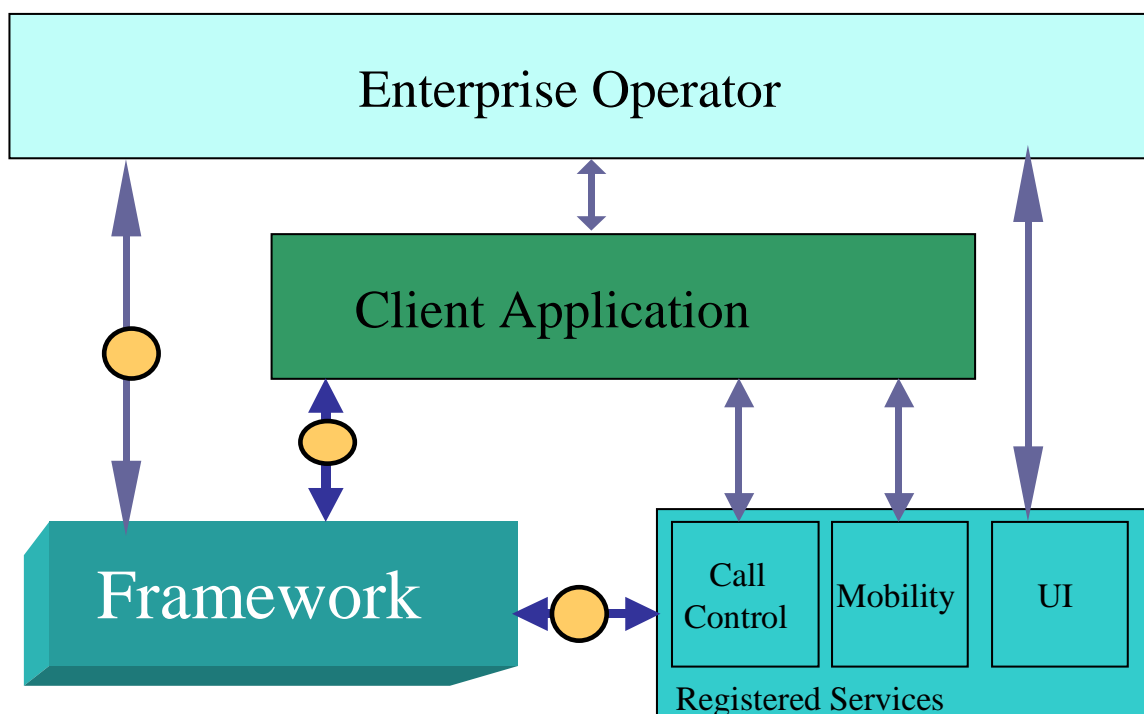 Enterprise Operator
Client Application
Framework
Call
Control
Mobility
UI
Registered Services